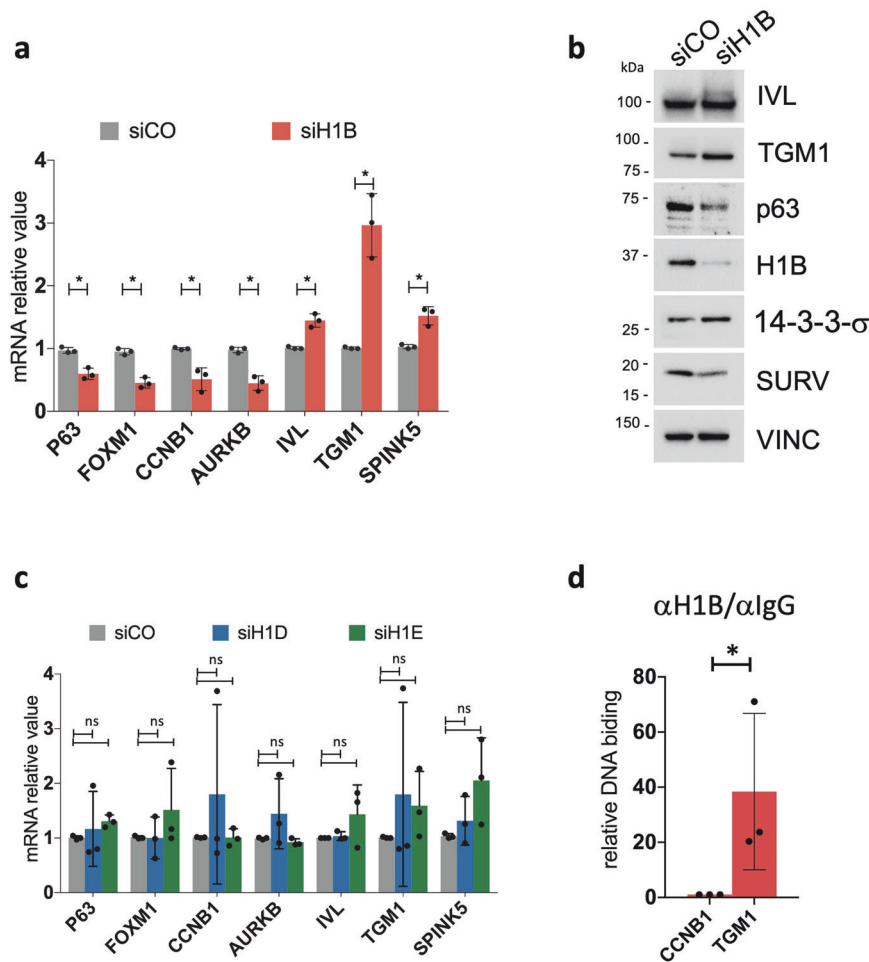 a
siCO siH1B
mRNA relative value
4
3
2
1
0
* * * * * * *
P63 FOXM1 CCNB1 AURKB IVL TGM1 SPINK5
b
kDa siCO siH1B
100 - IVL
100 -
75 - TGM1
75 - p63
37 - H1B
25 - 14-3-3-σ
20 -
15 - SURV
150 - VINC
c
siCO siH1D siH1E
mRNA relative value
4
3
2
1
0
ns ns ns ns ns ns ns
P63 FOXM1 CCNB1 AURKB IVL TGM1 SPINK5
d
αH1B/αIgG
relative DNA biding
80
60
40
20
0
*
CCNB1 TGM1